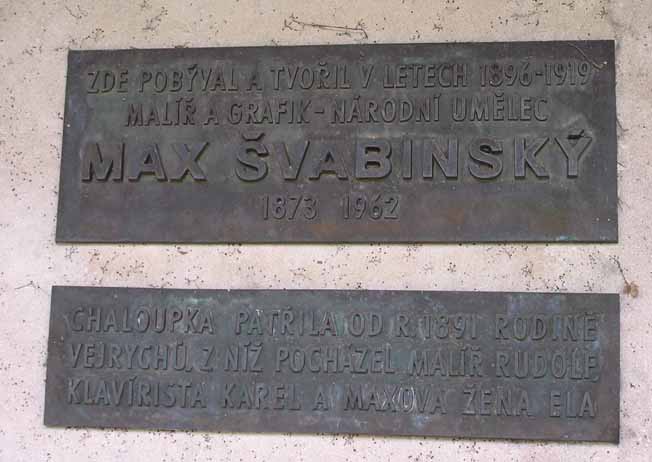 ZDE POBÝVAL A TVOŘIL V LETECH 1896-1919
MALÍŘ A GRAFIK - NÁRODNÍ UMĚLEC
MAX ŠVABINSKÝ
1873 1962
CHALOUPKA PATŘILA OD R. 1891 RODINĚ
VEJRYCHŮ, Z NÍŽ POCHÁZEL MALÍŘ RUDOLF,
KLAVÍRISTA KAREL A MAXOVA ŽENA ELA